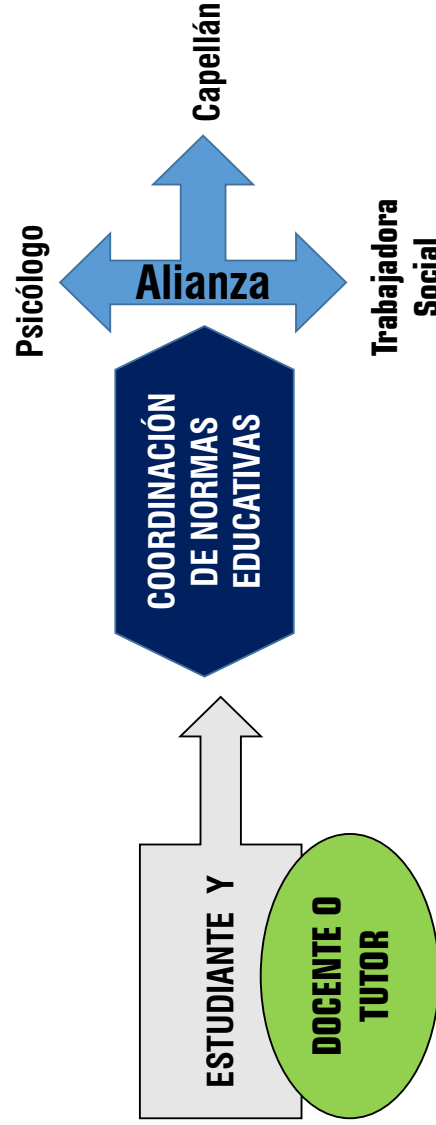 ESTUDIANTE Y
DOCENTE O
TUTOR
COORDINACIÓN
DE NORMAS
EDUCATIVAS
Alianza
Psicólogo
Capellán
Trabajadora
Social